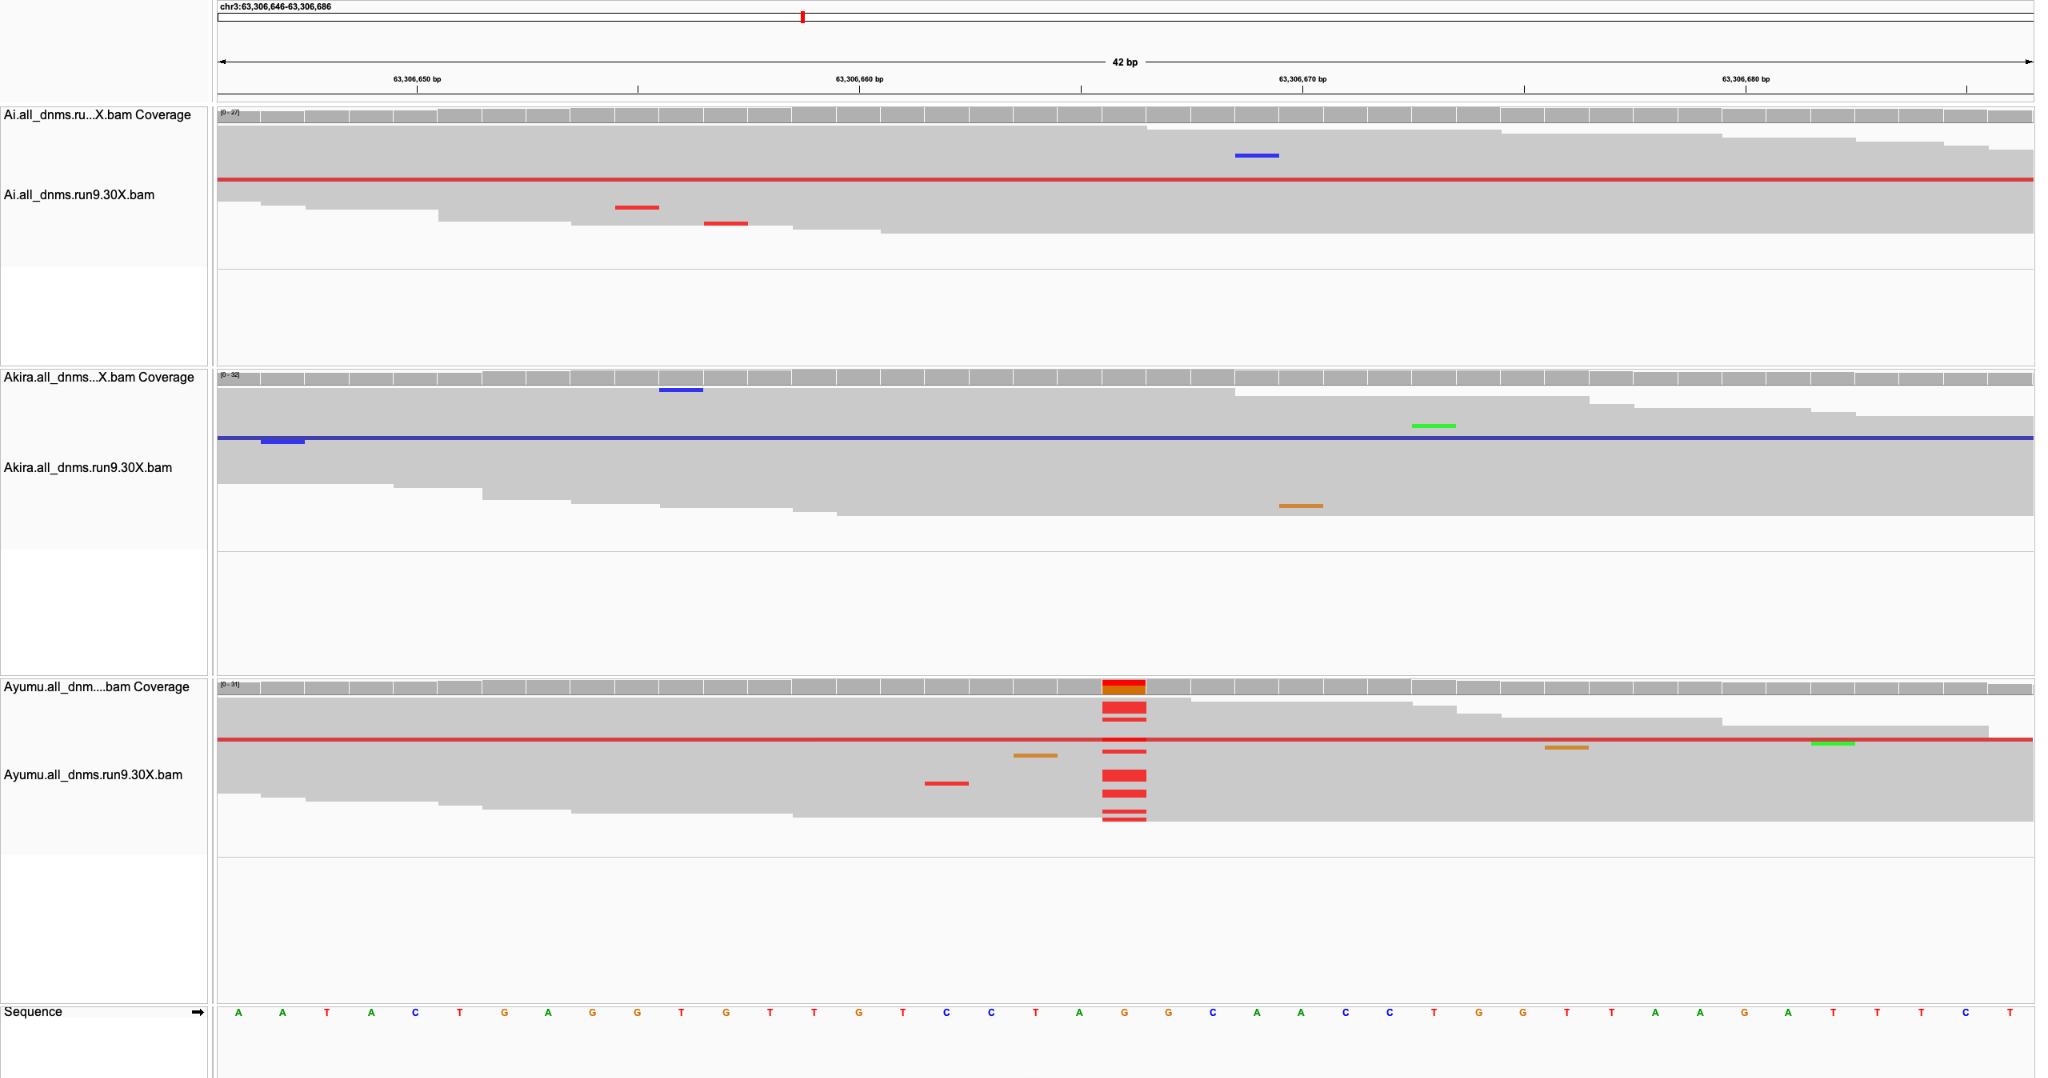 chr3:63,306,646-63,306,686
42 bp
63,306,650 bp 63,306,660 bp 63,306,670 bp 63,306,680 bp
Ai.all_dnms.ru...X.bam Coverage
[0 - 27]
Ai.all_dnms.run9.30X.bam
Akira.all_dnms...X.bam Coverage
[0 - 32]
Akira.all_dnms.run9.30X.bam
Ayumu.all_dnm....bam Coverage
[0 - 31]
Ayumu.all_dnms.run9.30X.bam
Sequence A A T A C T G A G G T G T T G T C C T A G G C A A C C T G G T T A A G A T T T C T